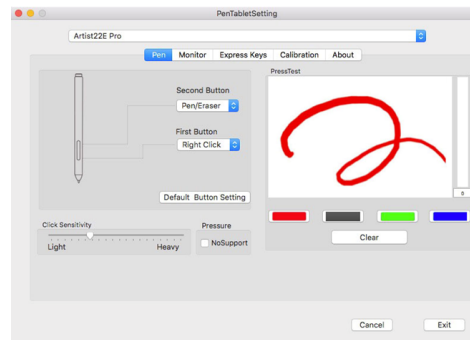 PenTabletSetting
Artist22E Pro
Pen Monitor Express Keys Calibration About
PressTest
Second Button
Pen/Eraser
First Button
Right Click
Default Button Setting
Click Sensitivity
Light Heavy
Pressure
NoSupport
Clear
Cancel Exit